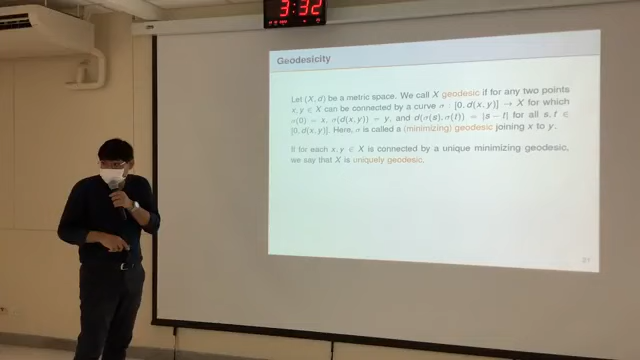 3:32
Geodesicity
Let (X, d) be a metric space. We call X geodesic if for any two points
x, y ∈ X can be connected by a curve σ : [0, d(x, y)] → X for which
σ(0) = x, σ(d(x, y)) = y, and d(σ(s), σ(t)) = |s − t| for all s, t ∈
[0, d(x, y)]. Here, σ is called a (minimizing) geodesic joining x to y.
If for each x, y ∈ X is connected by a unique minimizing geodesic,
we say that X is uniquely geodesic.